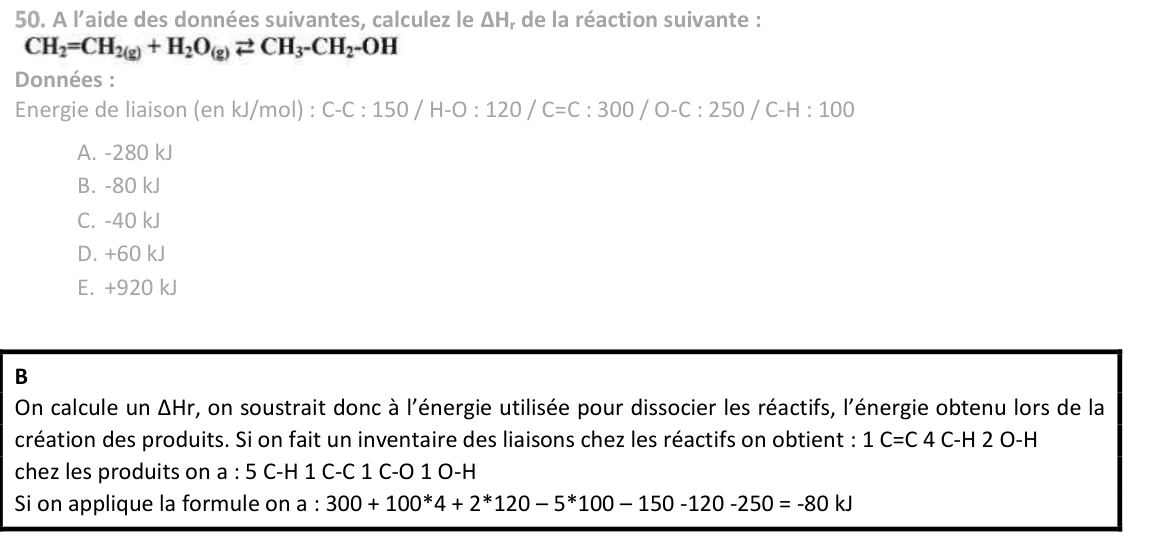 50. A l’aide des données suivantes, calculez le ΔHᵣ de la réaction suivante :
CH₂=CH₂₍g₎ + H₂O₍g₎ ⇄ CH₃-CH₂-OH
Données :
Energie de liaison (en kJ/mol) : C-C : 150 / H-O : 120 / C=C : 300 / O-C : 250 / C-H : 100
A. -280 kJ
B. -80 kJ
C. -40 kJ
D. +60 kJ
E. +920 kJ
B
On calcule un ΔHr, on soustrait donc à l’énergie utilisée pour dissocier les réactifs, l’énergie obtenu lors de la
création des produits. Si on fait un inventaire des liaisons chez les réactifs on obtient : 1 C=C 4 C-H 2 O-H
chez les produits on a : 5 C-H 1 C-C 1 C-O 1 O-H
Si on applique la formule on a : 300 + 100*4 + 2*120 – 5*100 – 150 -120 -250 = -80 kJ